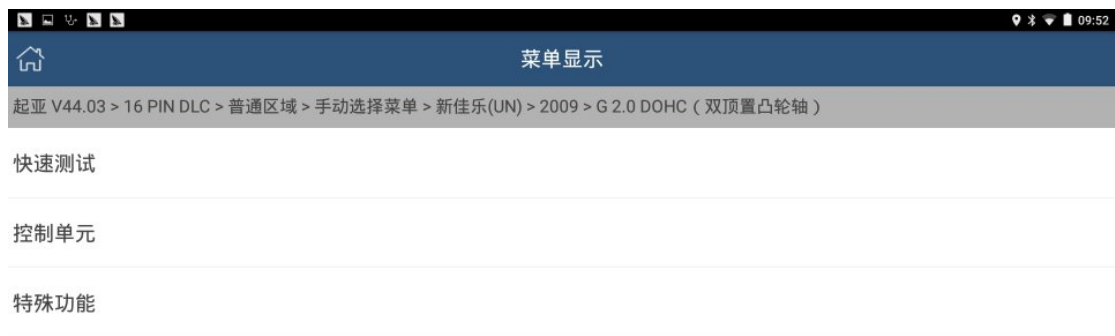 09:52
菜单显示
起亚 V44.03 > 16 PIN DLC > 普通区域 > 手动选择菜单 > 新佳乐(UN) > 2009 > G 2.0 DOHC（双顶置凸轮轴）
快速测试
控制单元
特殊功能